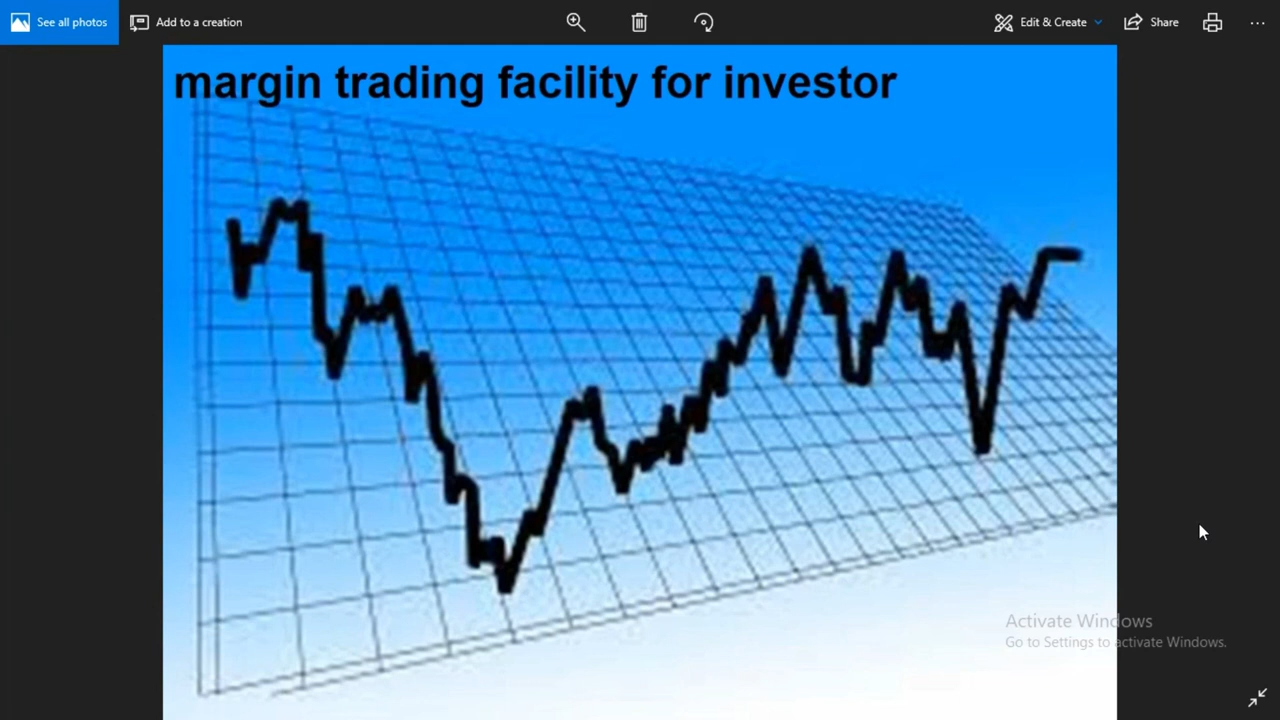 See all photos
Add to a creation
Edit & Create
Share
margin trading facility for investor
Activate Windows
Go to Settings to activate Windows.